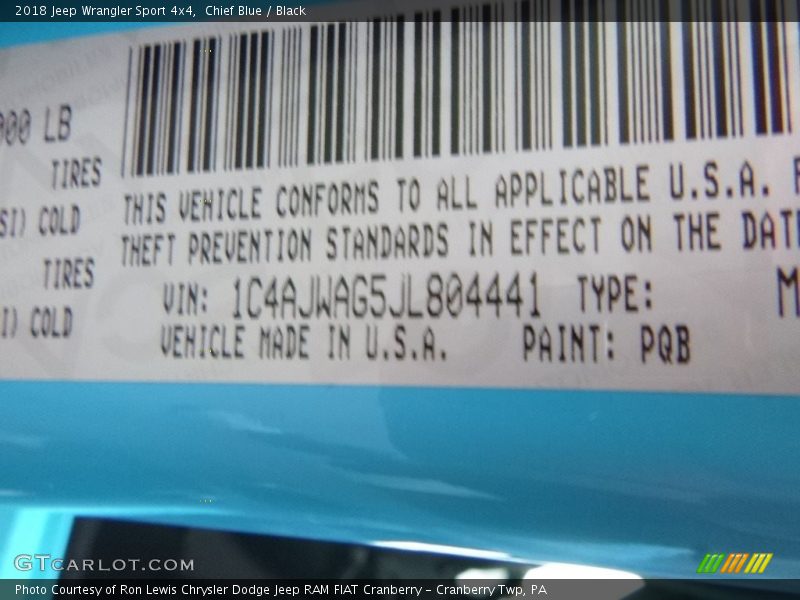 2018 Jeep Wrangler Sport 4x4, Chief Blue / Black
000 LB
TIRES
SI) COLD
TIRES
I) COLD
THIS VEHICLE CONFORMS TO ALL APPLICABLE U.S.A. F
THEFT PREVENTION STANDARDS IN EFFECT ON THE DATE
VIN: 1C4AJWAG5JL804441 TYPE: M
VEHICLE MADE IN U.S.A. PAINT: PQB
GTCARLOT.COM
Photo Courtesy of Ron Lewis Chrysler Dodge Jeep RAM FIAT Cranberry - Cranberry Twp, PA